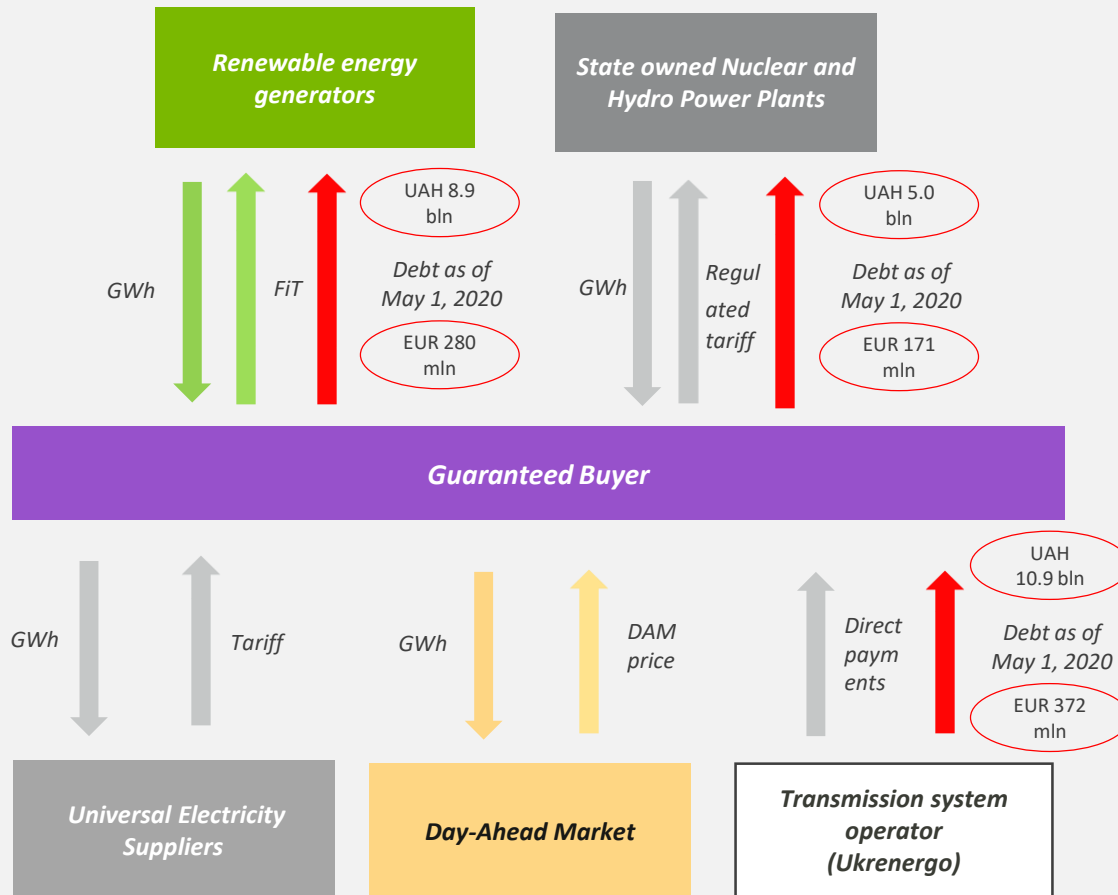 Renewable energy
generators
State owned Nuclear and
Hydro Power Plants
GWh
FiT
UAH 8.9
bln
Debt as of
May 1, 2020
EUR 280
mln
GWh
Regul
ated
tariff
UAH 5.0
bln
Debt as of
May 1, 2020
EUR 171
mln
Guaranteed Buyer
GWh
Tariff
GWh
DAM
price
Direct
paym
ents
UAH
10.9 bln
Debt as of
May 1, 2020
EUR 372
mln
Universal Electricity
Suppliers
Day-Ahead Market
Transmission system
operator
(Ukrenergo)